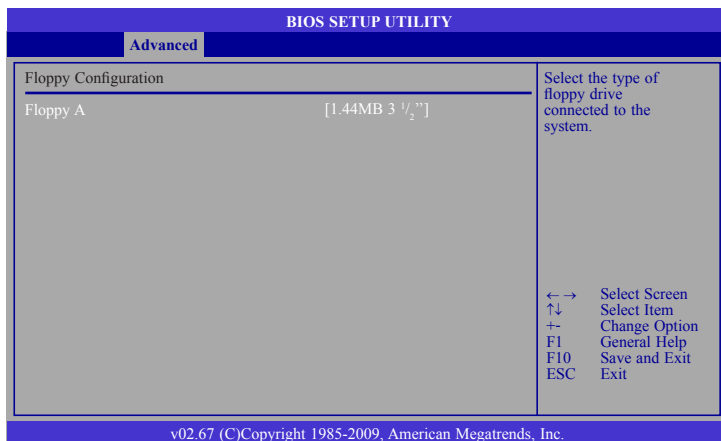 BIOS SETUP UTILITY
Advanced
Floppy Configuration
Floppy A [1.44MB 3 1/2’’]
Select the type of
floppy drive
connected to the
system.
←→ Select Screen
↑↓ Select Item
+- Change Option
F1 General Help
F10 Save and Exit
ESC Exit
v02.67 (C)Copyright 1985-2009, American Megatrends, Inc.